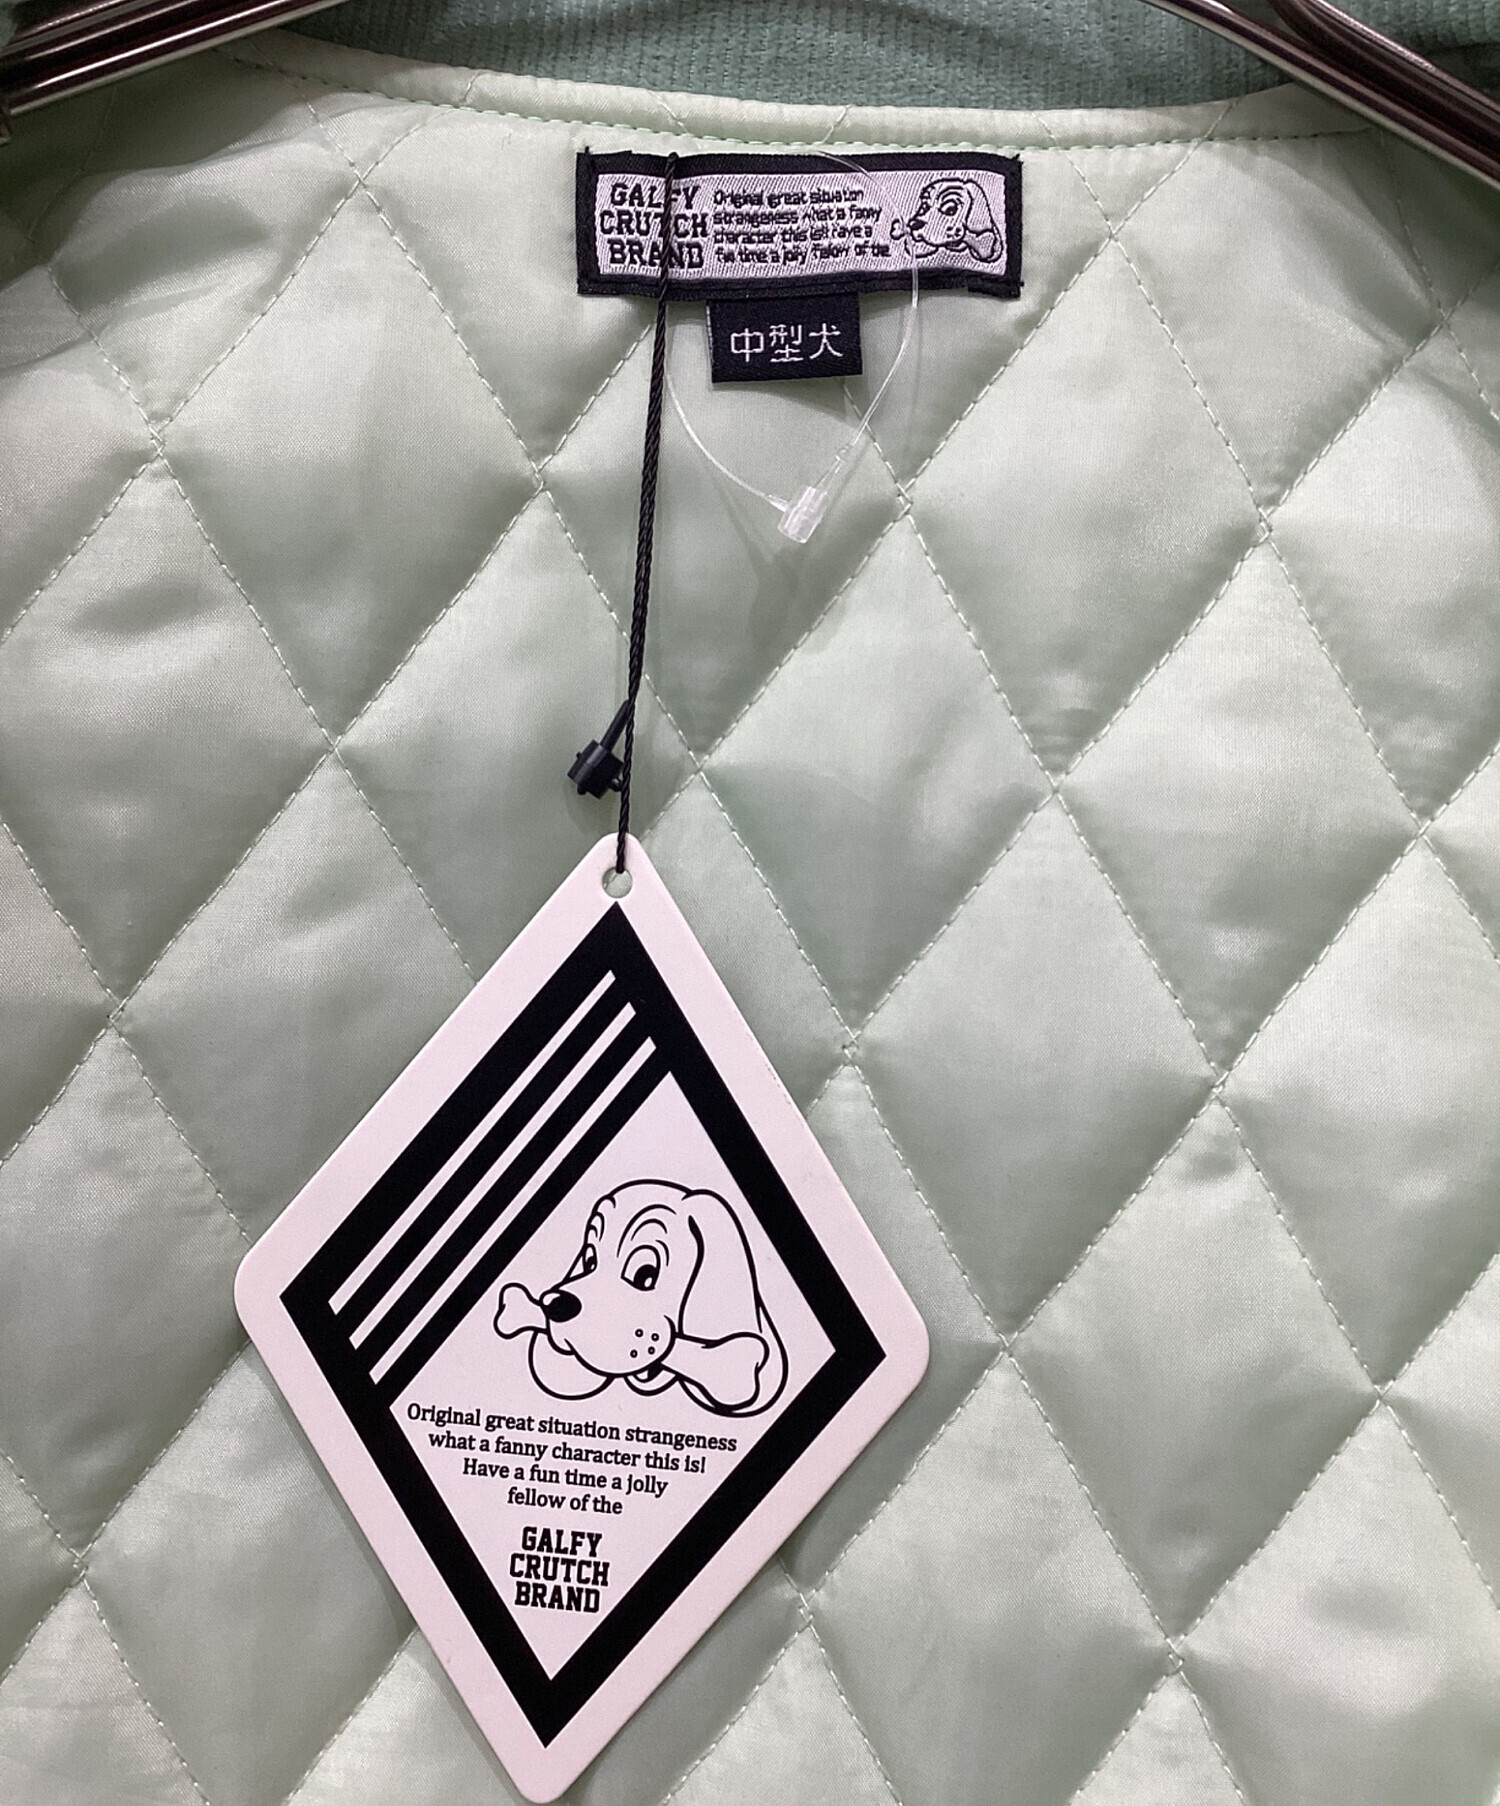 GALFY
CRUTCH
BRAND
Original great situation
strangeness what a fanny
character this is! Have a
fun time a jolly fellow of the
中型犬
Original great situation strangeness
what a fanny character this is!
Have a fun time a jolly
fellow of the
GALFY
CRUTCH
BRAND